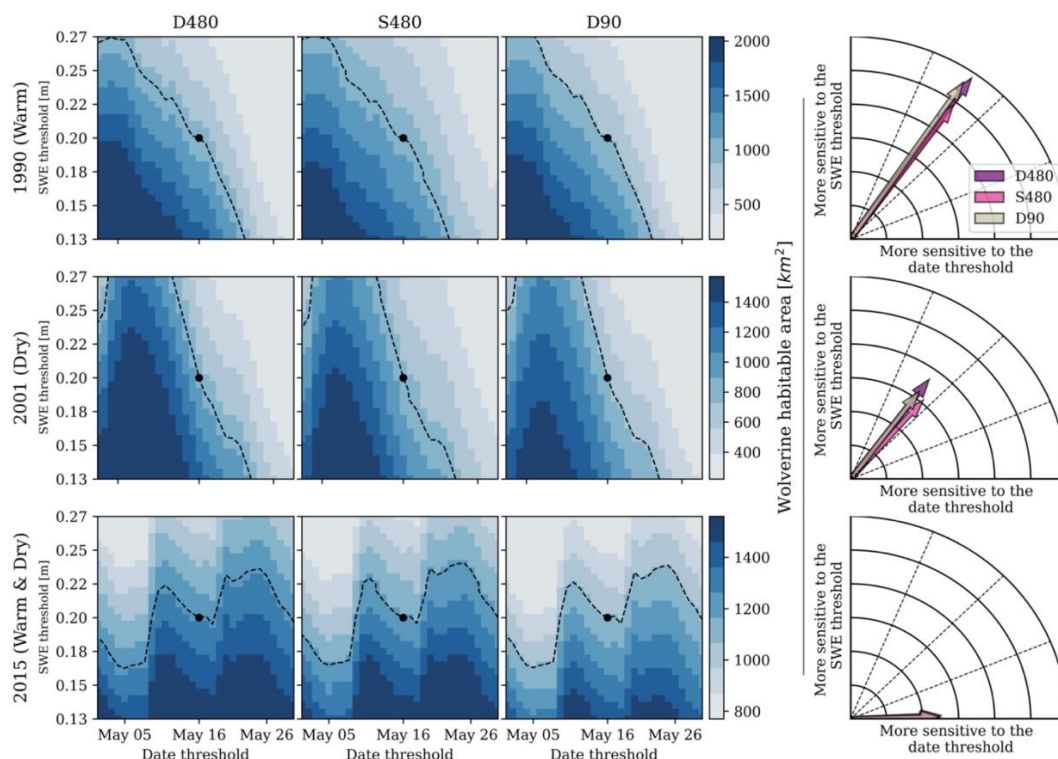 D480 S480 D90
1990 (Warm)
SWE threshold [m]
0.27
0.25
0.22
0.20
0.18
0.15
0.13
2000
1500
1000
500
More sensitive to the
SWE threshold
D480
S480
D90
More sensitive to the
date threshold
2001 (Dry)
SWE threshold [m]
0.27
0.25
0.22
0.20
0.18
0.15
0.13
1400
1200
1000
800
600
400
Wolverine habitable area [km²]
More sensitive to the
SWE threshold
More sensitive to the
date threshold
2015 (Warm & Dry)
SWE threshold [m]
0.27
0.25
0.22
0.20
0.18
0.15
0.13
1400
1200
1000
800
May 05 May 16 May 26 May 05 May 16 May 26 May 05 May 16 May 26
Date threshold Date threshold Date threshold
More sensitive to the
SWE threshold
More sensitive to the
date threshold